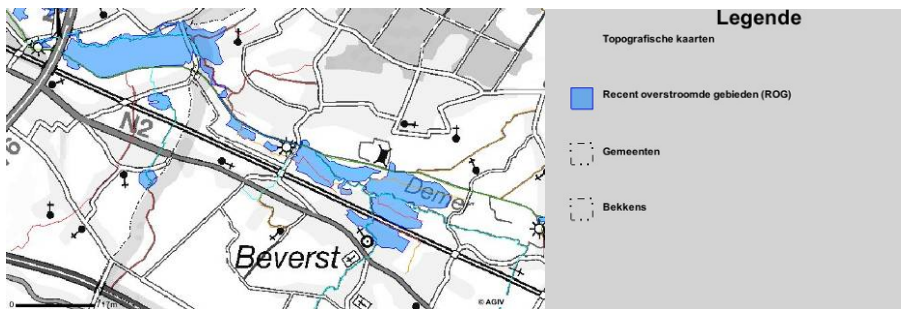 N2
Demer
Beverst
0
© AGIV
Legende
Topografische kaarten
Recent overstroomde gebieden (ROG)
Gemeenten
Bekkens